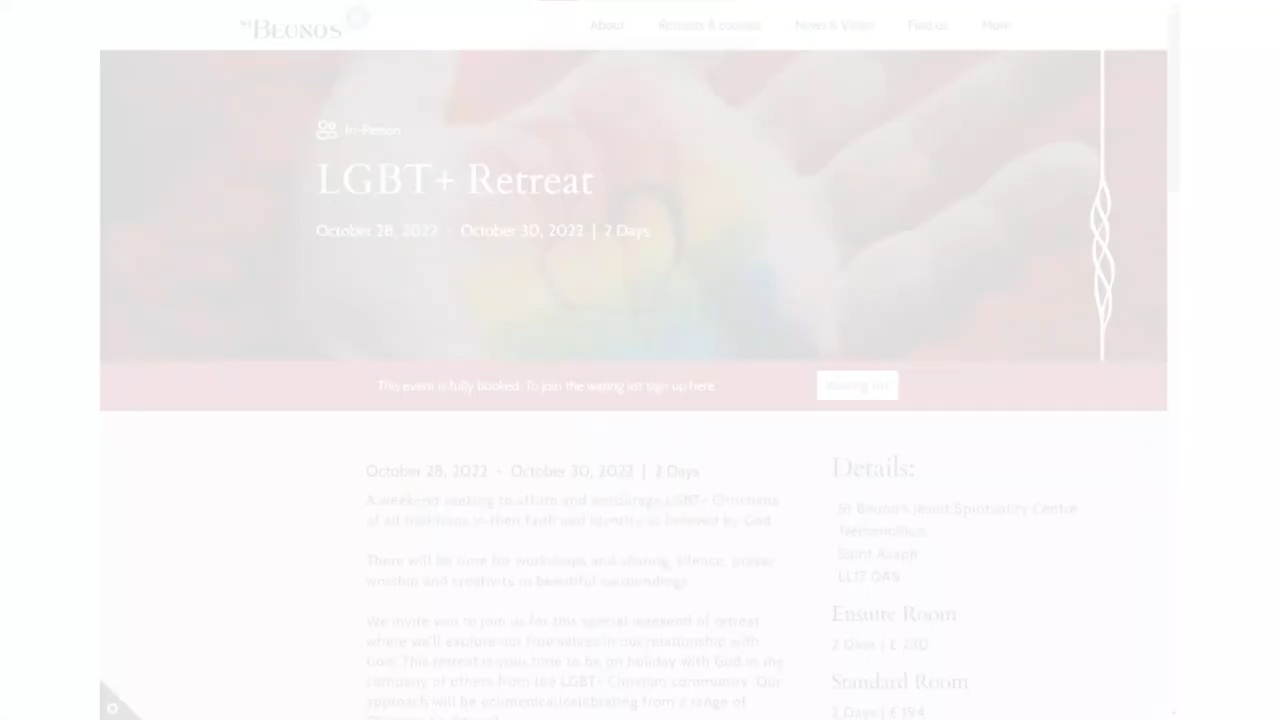 St BEUNO'S
About Retreats & courses News & Video Find us More
In-Person
LGBT+ Retreat
October 28, 2022 - October 30, 2022 | 2 Days
This event is fully booked. To join the waiting list sign up here
Waiting list
October 28, 2022 - October 30, 2022 | 2 Days
A weekend seeking to affirm and encourage LGBT+ Christians
of all traditions in their faith and identity as beloved by God.
There will be time for workshops and sharing, silence, prayer
worship and creativity in beautiful surroundings.
We invite you to join us for this special weekend of retreat
where we'll explore our true selves in our relationship with
God. This retreat is your time to be on holiday with God in the
company of others from the LGBT+ Christian community. Our
approach will be ecumenical celebrating from a range of
Details:
St Beuno's Jesuit Spirituality Centre
Tremeirchion
Saint Asaph
LL17 0AS
Ensuite Room
2 Days | £ 230
Standard Room
2 Days | £ 194